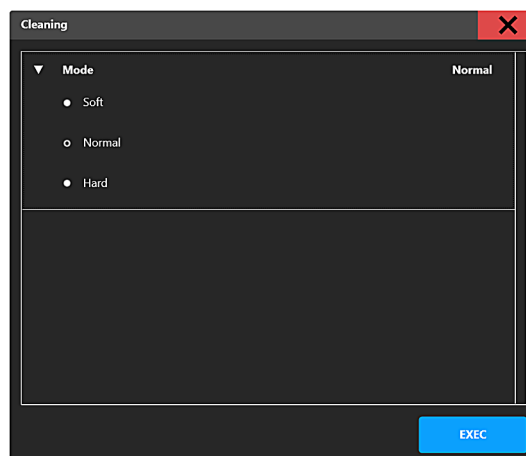 Cleaning
Mode Normal
Soft
Normal
Hard
EXEC